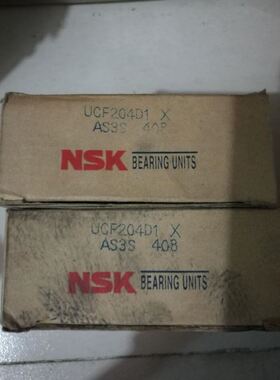 UCF204D1 X
AS3S 408
NSK BEARING UNITS
UCF204D1 X
AS3S 408
NSK BEARING UNITS